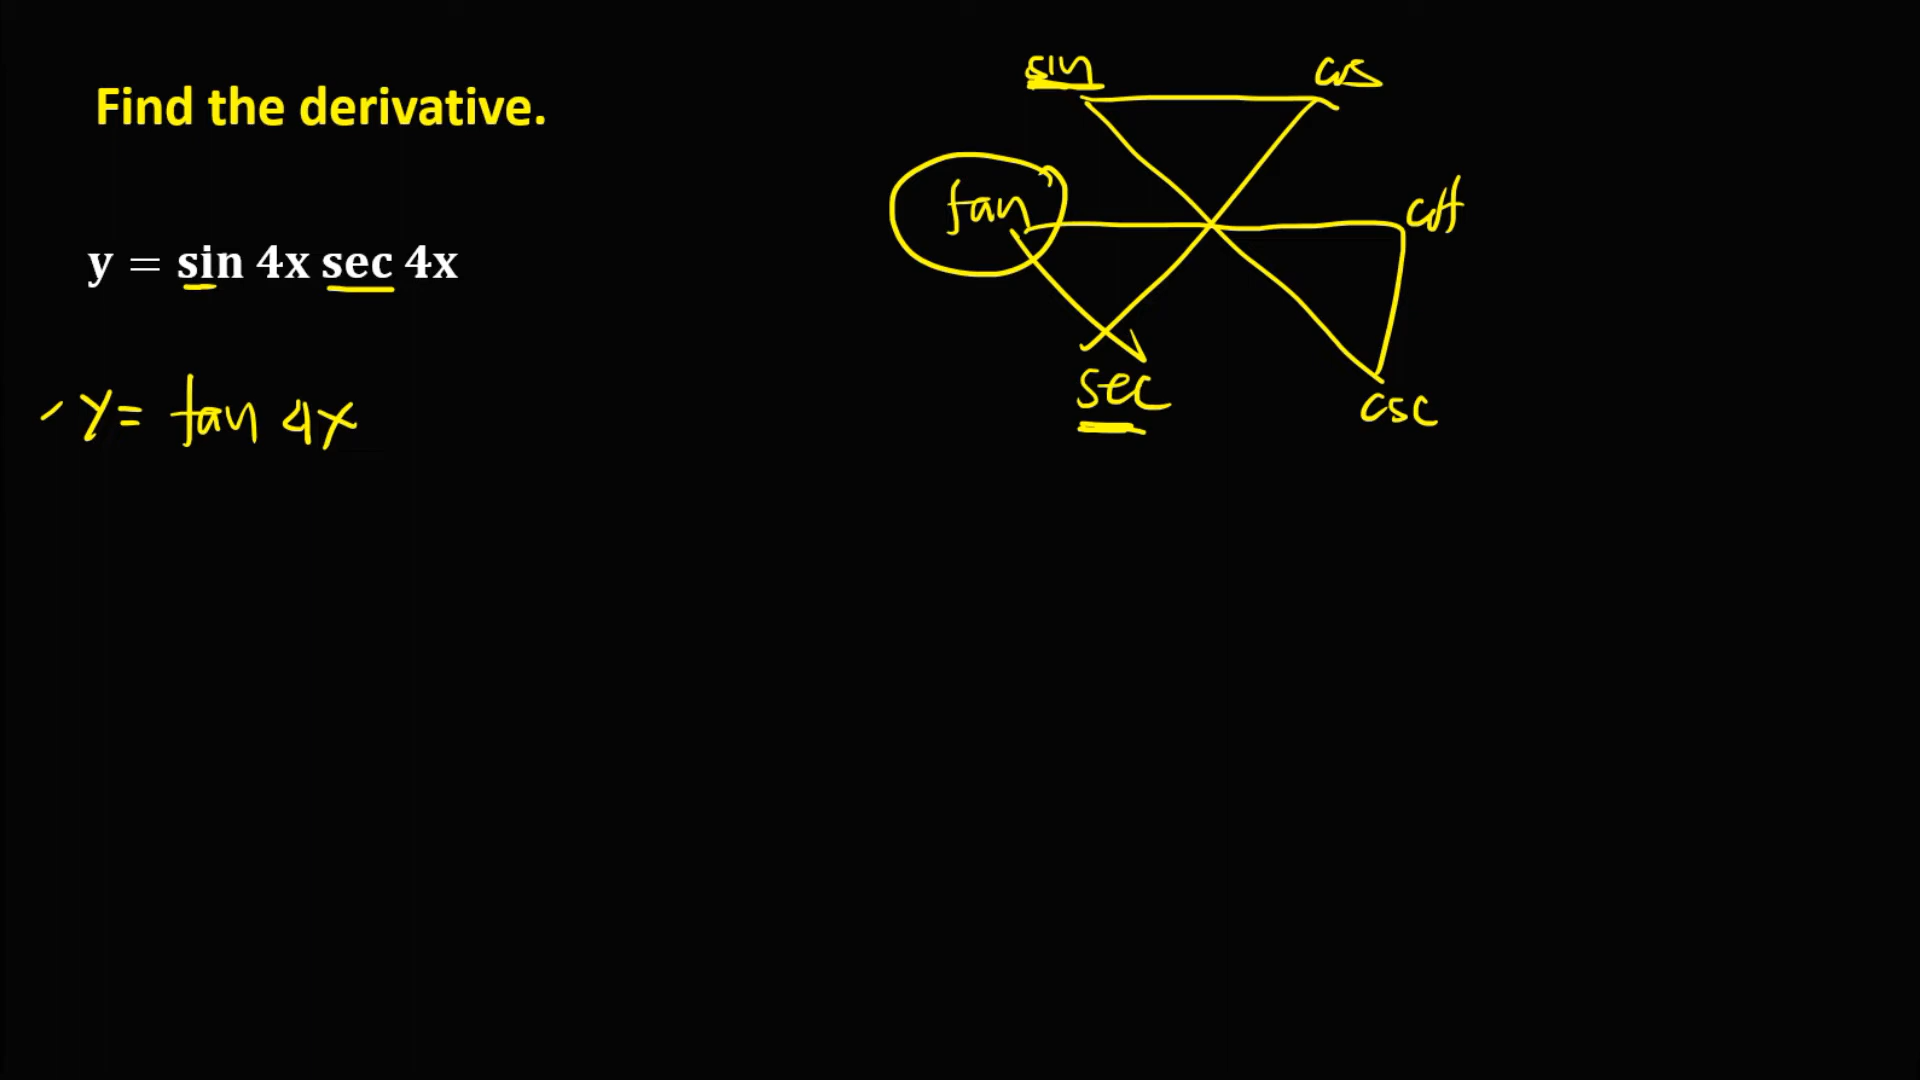 Find the derivative.
y = sin 4x sec 4x
y = tan 4x
sin
cos
tan
cot
sec
csc